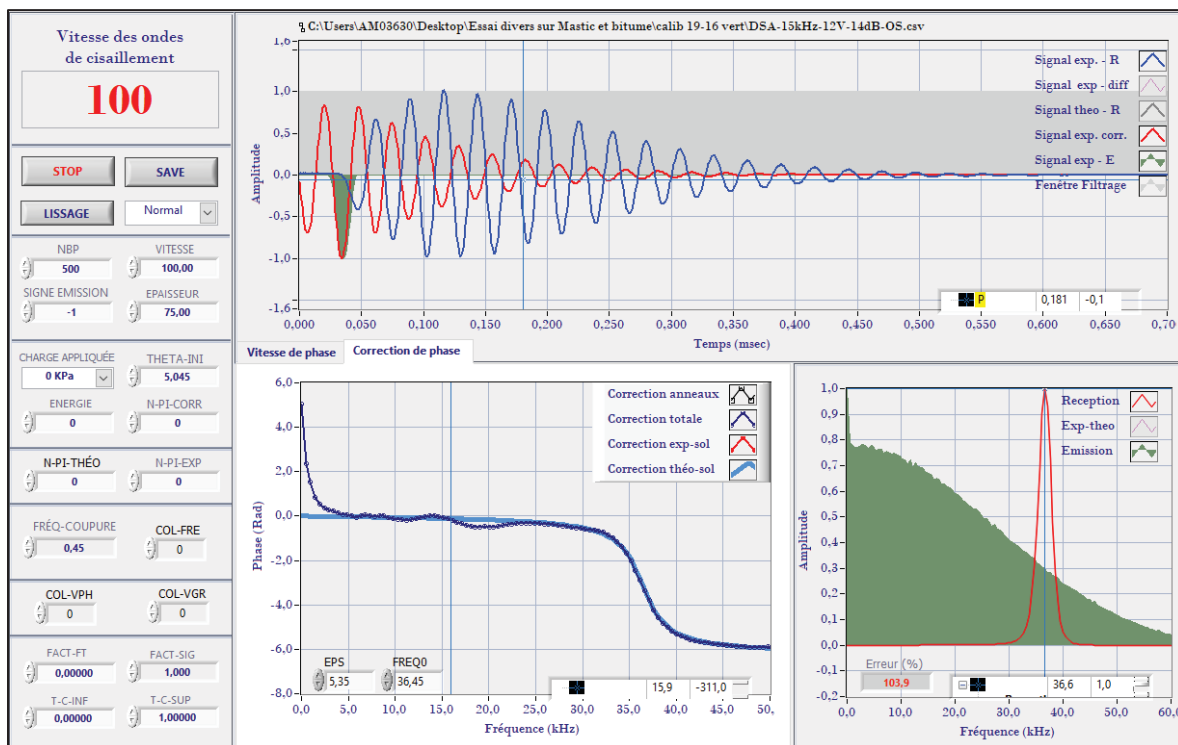 Vitesse des ondes
de cisaillement
100
STOP
SAVE
LISSAGE
Normal
NBP
VITESSE
500
100,00
SIGNE EMISSION
EPAISSEUR
-1
75,00
CHARGE APPLIQUÉE
THETA-INI
0 KPa
5,045
ENERGIE
N-PI-CORR
0
0
N-PI-THÉO
N-PI-EXP
0
0
FRÉQ-COUPURE
COL-FRE
0,45
0
COL-VPH
COL-VGR
0
0
FACT-FT
FACT-SIG
0,00000
1,000
T-C-INF
T-C-SUP
0,00000
1,00000
C:\Users\AM03630\Desktop\Essai divers sur Mastic et bitume\calib 19-16 vert\DSA-15kHz-12V-14dB-OS.csv
Amplitude
1,6
1,0
0,5
0,0
-0,5
-1,0
-1,6
Signal exp. - R
Signal exp - diff
Signal theo - R
Signal exp. corr.
Signal exp - E
Fenêtre Filtrage
P 0,181 -0,1
0,000 0,050 0,100 0,150 0,200 0,250 0,300 0,350 0,400 0,450 0,500 0,550 0,600 0,650 0,70
Temps (msec)
Vitesse de phase
Correction de phase
Phase (Rad)
6,0
4,0
2,0
0,0
-2,0
-4,0
-6,0
-8,0
Correction anneaux
Correction totale
Correction exp-sol
Correction théo-sol
EPS
FREQ0
5,35
36,45
15,9 -311,0
0,0 5,0 10,0 15,0 20,0 25,0 30,0 35,0 40,0 45,0 50,
Fréquence (kHz)
Amplitude
1,0
0,9
0,8
0,7
0,6
0,5
0,4
0,3
0,2
0,1
0,0
-0,1
-0,2
Reception
Exp-theo
Emission
Erreur (%)
103,9
36,6 1,0
0,0 10,0 20,0 30,0 40,0 50,0 60,0
Fréquence (kHz)